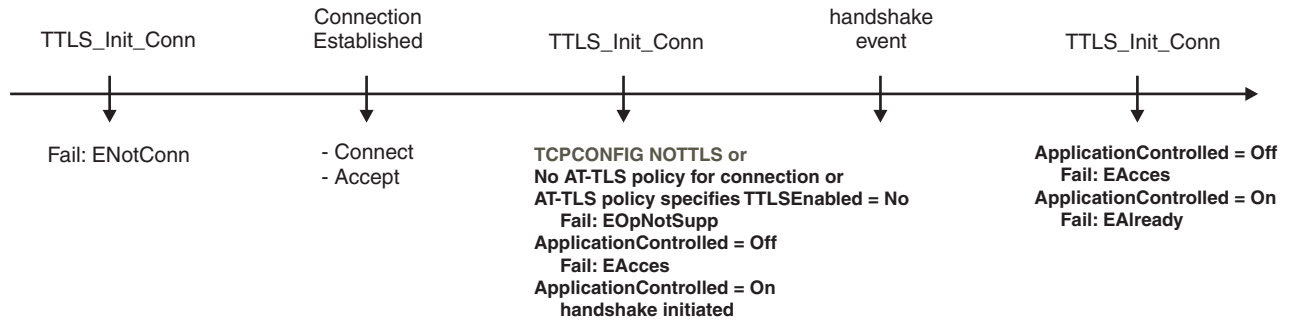 TTLS_Init_Conn
Connection
Established
TTLS_Init_Conn
handshake
event
TTLS_Init_Conn
Fail: ENotConn
- Connect
- Accept
TCPCONFIG NOTTLS or
No AT-TLS policy for connection or
AT-TLS policy specifies TTLSEnabled = No
Fail: EOpNotSupp
ApplicationControlled = Off
Fail: EAcces
ApplicationControlled = On
handshake initiated
ApplicationControlled = Off
Fail: EAcces
ApplicationControlled = On
Fail: EAlready